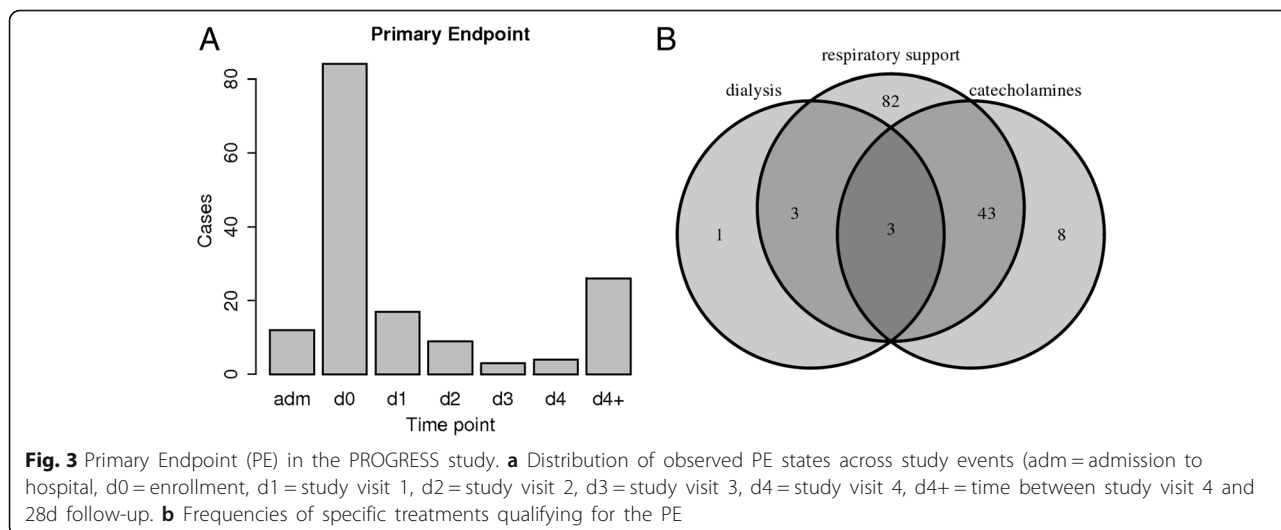 A
Primary Endpoint
80
60
40
20
0
Cases
adm d0 d1 d2 d3 d4 d4+
Time point
B
respiratory support
dialysis
catecholamines
82
3
43
1
3
8
Fig. 3 Primary Endpoint (PE) in the PROGRESS study. a Distribution of observed PE states across study events (adm = admission to
hospital, d0 = enrollment, d1 = study visit 1, d2 = study visit 2, d3 = study visit 3, d4 = study visit 4, d4+ = time between study visit 4 and
28d follow-up. b Frequencies of specific treatments qualifying for the PE